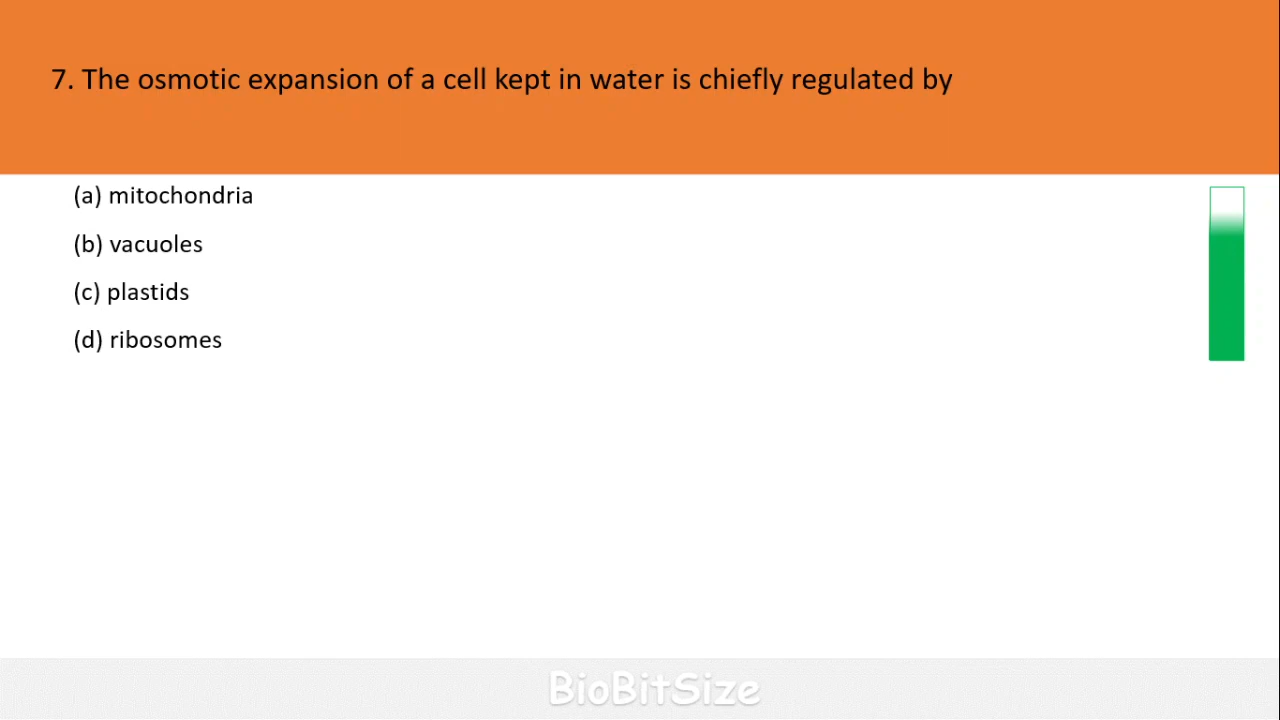 7. The osmotic expansion of a cell kept in water is chiefly regulated by
(a) mitochondria
(b) vacuoles
(c) plastids
(d) ribosomes
BioBitSize